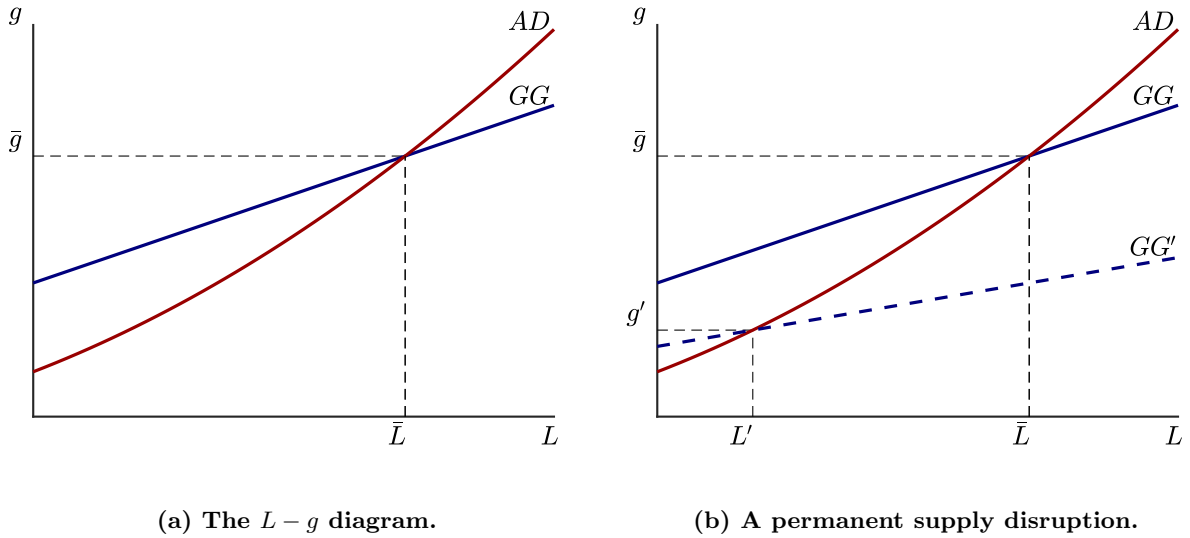 g
AD
GG
ḡ
L̄
L
(a) The L − g diagram.
g
AD
GG
ḡ
GG′
g′
L′
L̄
L
(b) A permanent supply disruption.